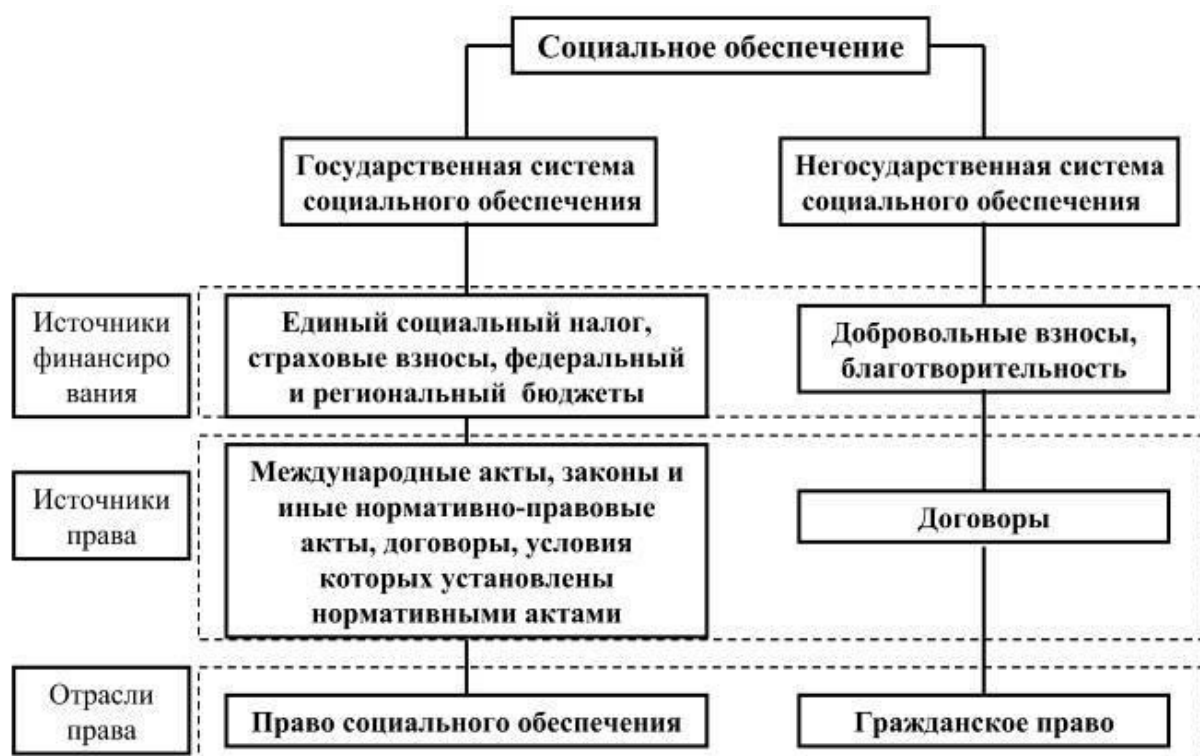 Социальное обеспечение
Государственная система
социального обеспечения
Негосударственная система
социального обеспечения
Источники
финансиро
вания
Единый социальный налог,
страховые взносы, федеральный
и региональный бюджеты
Добровольные взносы,
благотворительность
Источники
права
Международные акты, законы и
иные нормативно-правовые
акты, договоры, условия
которых установлены
нормативными актами
Договоры
Отрасли
права
Право социального обеспечения
Гражданское право